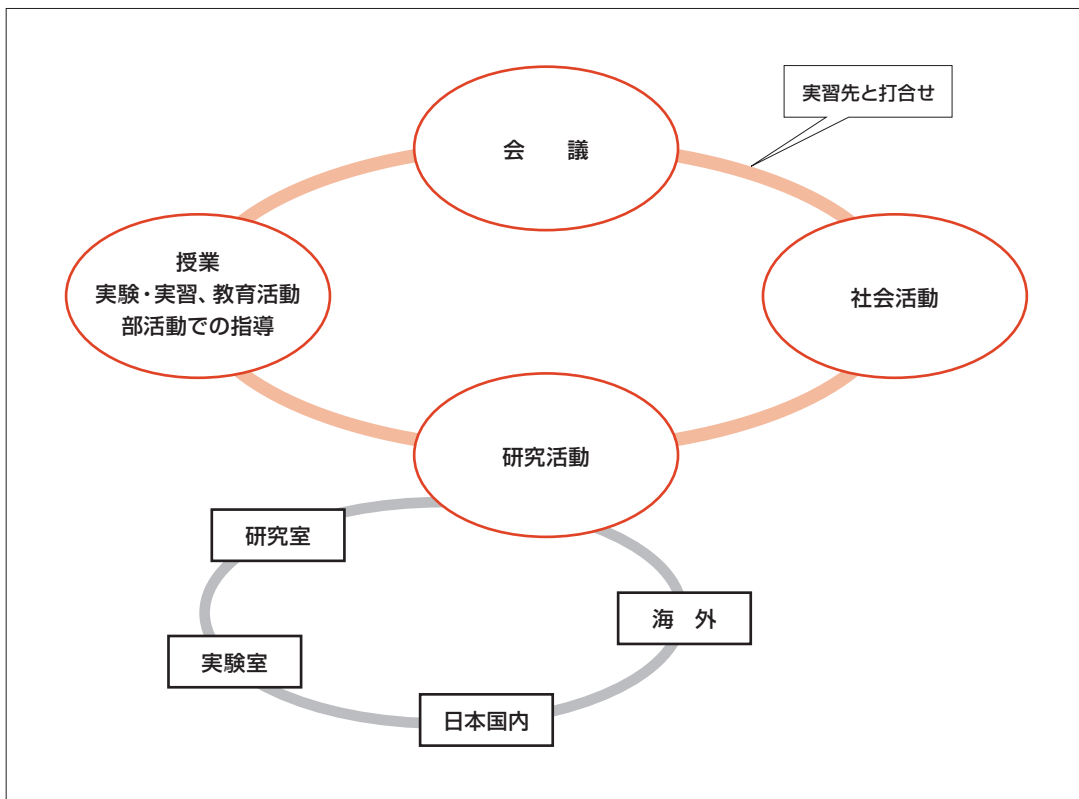 実習先と打合せ
会　　議
授業
実験・実習、教育活動
部活動での指導
社会活動
研究活動
研究室
海　外
実験室
日本国内